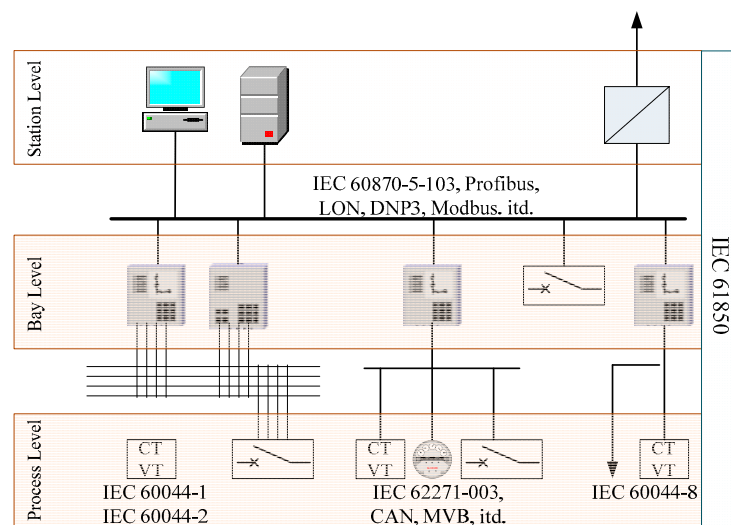 Station Level
IEC 60870-5-103, Profibus,
LON, DNP3, Modbus. itd.
Bay Level
IEC 61850
Process Level
CT
VT
CT
VT
CT
VT
IEC 60044-1
IEC 60044-2
IEC 62271-003,
CAN, MVB, itd.
IEC 60044-8